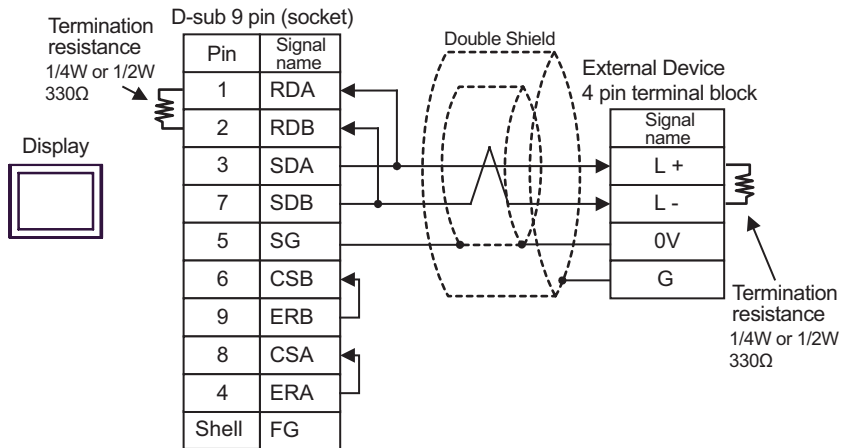 D-sub 9 pin (socket)
Termination
resistance
1/4W or 1/2W
330Ω
Display
Pin Signal
name
1 RDA
2 RDB
3 SDA
7 SDB
5 SG
6 CSB
9 ERB
8 CSA
4 ERA
Shell FG
Double Shield
External Device
4 pin terminal block
Signal
name
L +
L -
0V
G
Termination
resistance
1/4W or 1/2W
330Ω